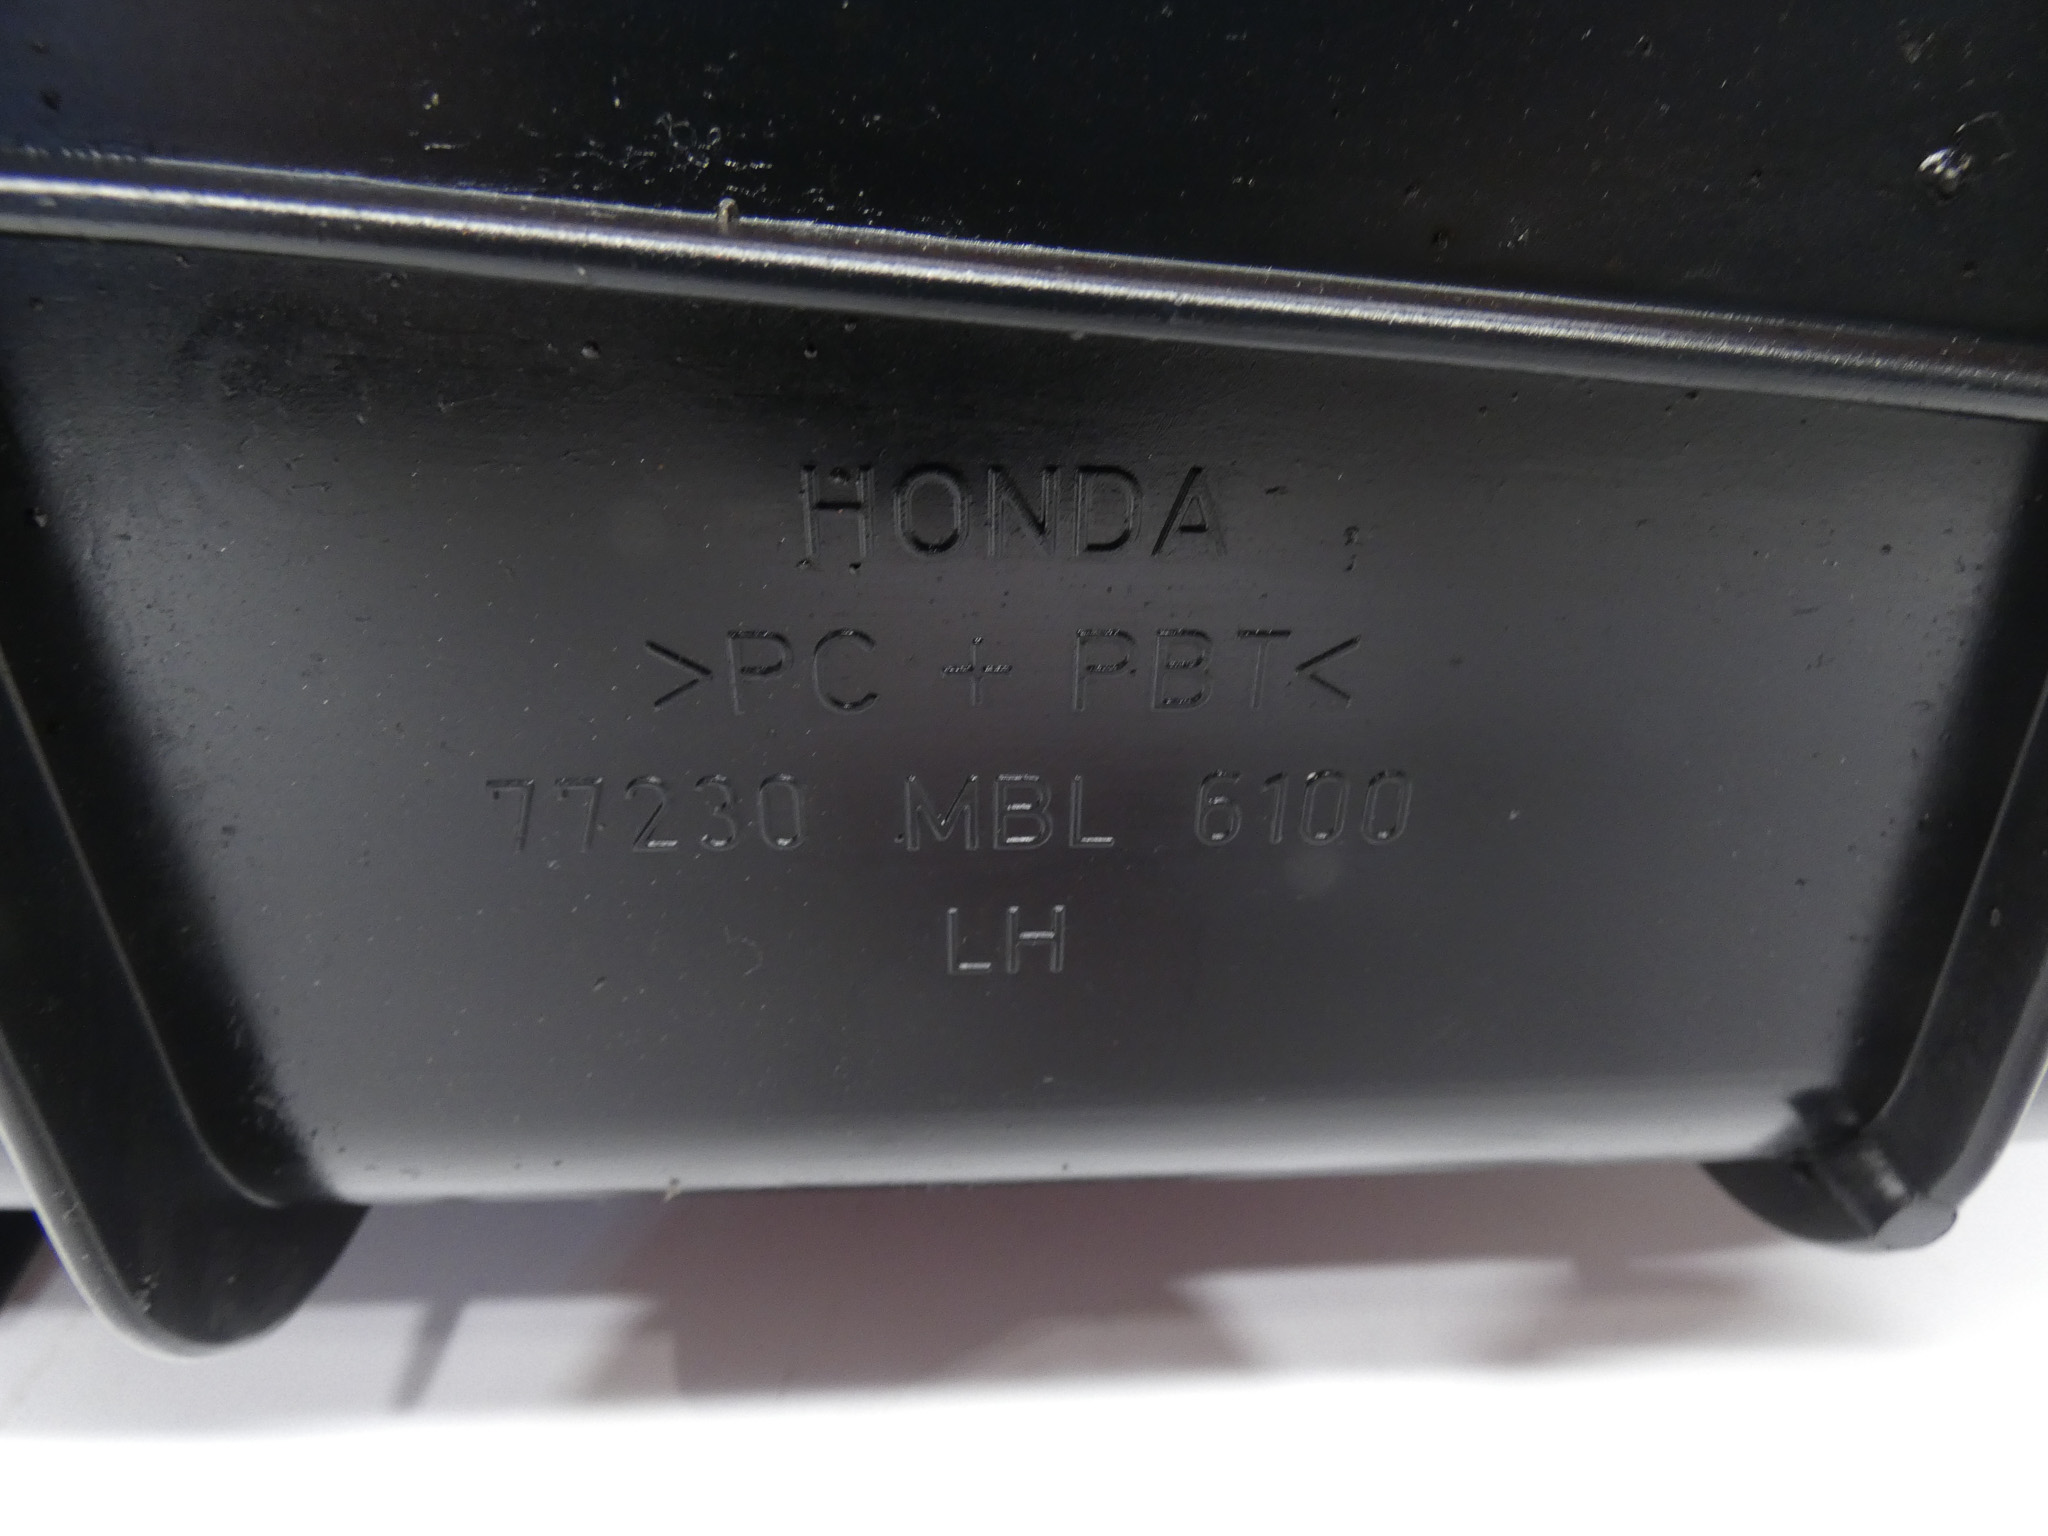 HONDA
>PC + PBT<
77230 MBL 6100
LH